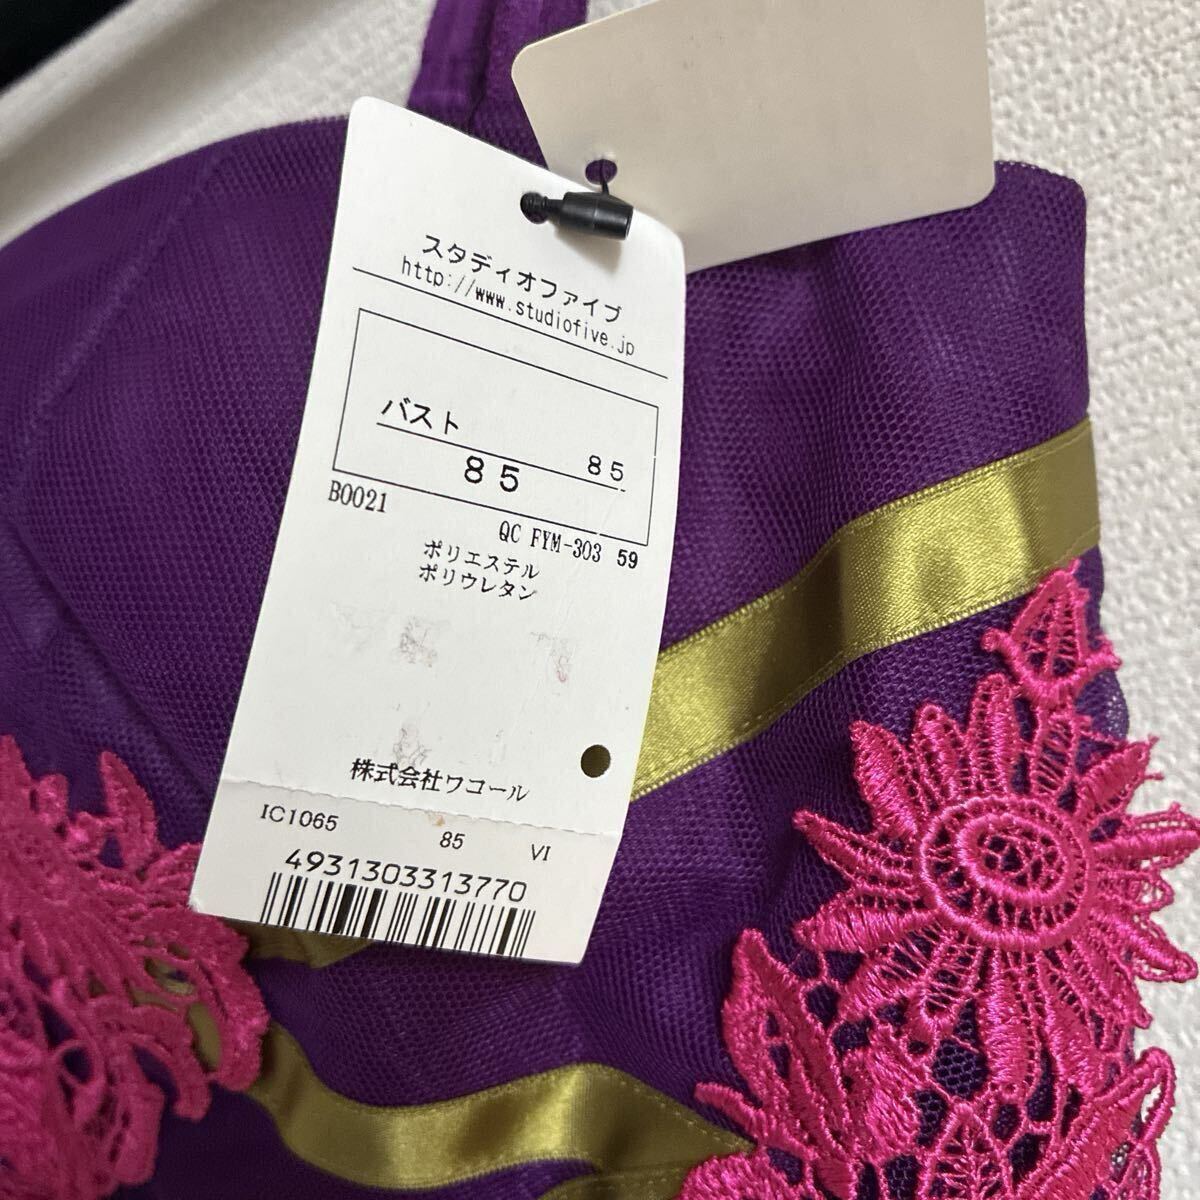 スタディオファイブ
http://www.studiofive.jp
バスト
85
85
B0021
QC FYM-303 59
ポリエステル
ポリウレタン
株式会社ワコール
IC1065 85 VI
4931303313770